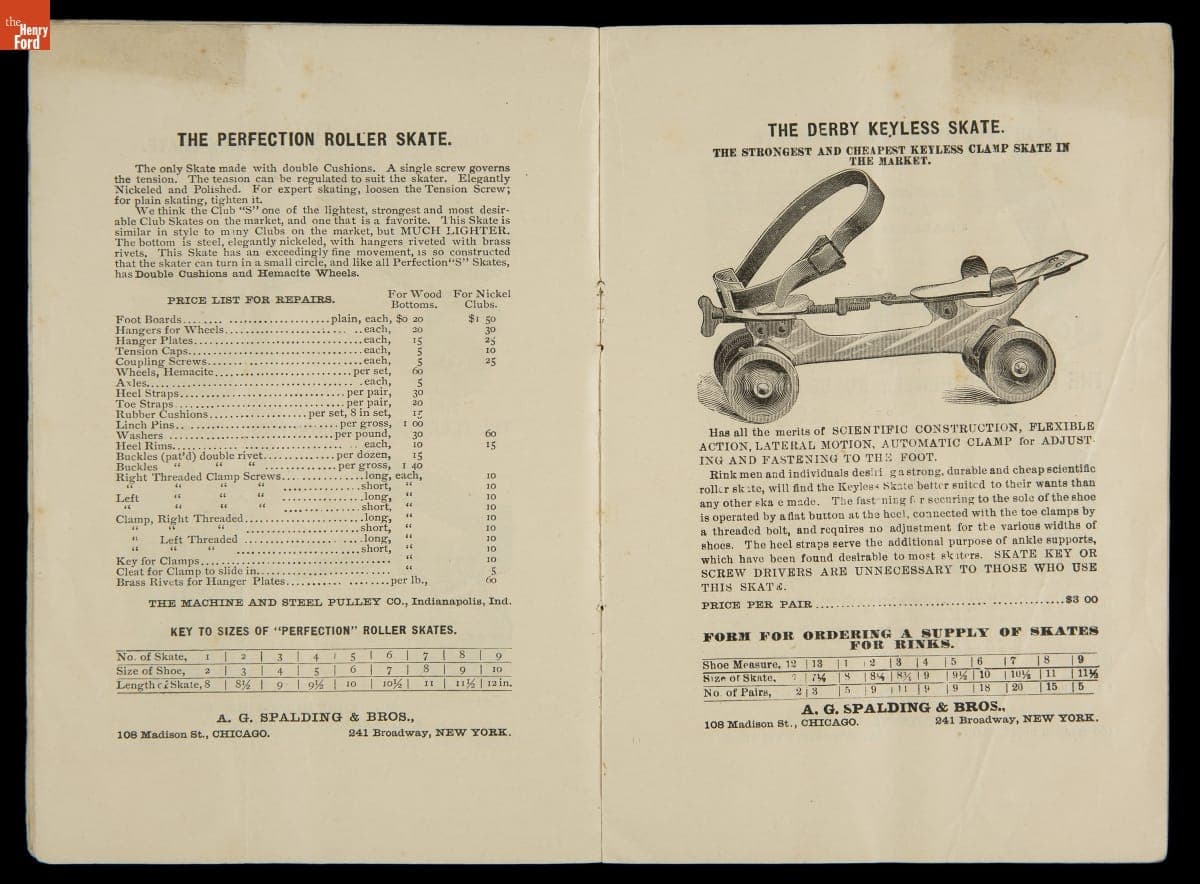 the
Henry
Ford
THE PERFECTION ROLLER SKATE.
The only Skate made with double Cushions. A single screw governs
the tension. The tension can be regulated to suit the skater. Elegantly
Nickeled and Polished. For expert skating, loosen the Tension Screw;
for plain skating, tighten it.
We think the Club "S" one of the lightest, strongest and most desir-
able Club Skates on the market, and one that is a favorite. This Skate is
similar in style to many Clubs on the market, but MUCH LIGHTER.
The bottom is steel, elegantly nickeled, with hangers riveted with brass
rivets. This Skate has an exceedingly fine movement, is so constructed
that the skater can turn in a small circle, and like all Perfection "S" Skates,
has Double Cushions and Hemacite Wheels.
PRICE LIST FOR REPAIRS. For Wood Bottoms. For Nickel Clubs.
Foot Boards........ plain, each, $0 20 $1 50
Hangers for Wheels........ each, 20 30
Hanger Plates........ each, 15 25
Tension Caps........ each, 5 10
Coupling Screws........ each, 5 25
Wheels, Hemacite........ per set, 60
Axles........ each, 5
Heel Straps........ per pair, 30
Toe Straps........ per pair, 20
Rubber Cushions........ per set, 8 in set, 15
Linch Pins........ per gross, 1 00
Washers........ per pound, 30 60
Heel Rims........ each, 10 15
Buckles (pat'd) double rivet........ per dozen, 15
Buckles " " "........ per gross, 1 40
Right Threaded Clamp Screws........ long, each, 10
" " " "........ short, " 10
Left " " "........ long, " 10
" " " "........ short, " 10
Clamp, Right Threaded........ long, " 10
" " "........ short, " 10
" Left Threaded........ long, " 10
" " "........ short, " 10
Key for Clamps........ " 10
Cleat for Clamp to slide in........ " 5
Brass Rivets for Hanger Plates........ per lb., 60
THE MACHINE AND STEEL PULLEY CO., Indianapolis, Ind.
KEY TO SIZES OF "PERFECTION" ROLLER SKATES.
No. of Skate, 1 | 2 | 3 | 4 | 5 | 6 | 7 | 8 | 9
Size of Shoe, 2 | 3 | 4 | 5 | 6 | 7 | 8 | 9 | 10
Length of Skate, 8 | 8½ | 9 | 9½ | 10 | 10½ | 11 | 11½ | 12 in.
A. G. SPALDING & BROS.,
108 Madison St., CHICAGO. 241 Broadway, NEW YORK.
THE DERBY KEYLESS SKATE.
THE STRONGEST AND CHEAPEST KEYLESS CLAMP SKATE IN
THE MARKET.
Has all the merits of SCIENTIFIC CONSTRUCTION, FLEXIBLE
ACTION, LATERAL MOTION, AUTOMATIC CLAMP for ADJUST-
ING AND FASTENING TO THE FOOT.
Rink men and individuals desiri g a strong, durable and cheap scientific
roller skate, will find the Keyless Skate better suited to their wants than
any other ska e made. The fast ning for securing to the sole of the shoe
is operated by a flat button at the heel, connected with the toe clamps by
a threaded bolt, and requires no adjustment for the various widths of
shoes. The heel straps serve the additional purpose of ankle supports,
which have been found desirable to most skaters. SKATE KEY OR
SCREW DRIVERS ARE UNNECESSARY TO THOSE WHO USE
THIS SKATE.
PRICE PER PAIR........ $3 00
FORM FOR ORDERING A SUPPLY OF SKATES
FOR RINKS.
Shoe Measure, 12 | 13 | 1 | 2 | 3 | 4 | 5 | 6 | 7 | 8 | 9
Size of Skate, 7 | 7½ | 8 | 8¼ | 8½ | 9 | 9½ | 10 | 10½ | 11 | 11½
No. of Pairs, 2 | 3 | 5 | 9 | 11 | 9 | 9 | 18 | 20 | 15 | 5
A. G. SPALDING & BROS.,
108 Madison St., CHICAGO. 241 Broadway, NEW YORK.